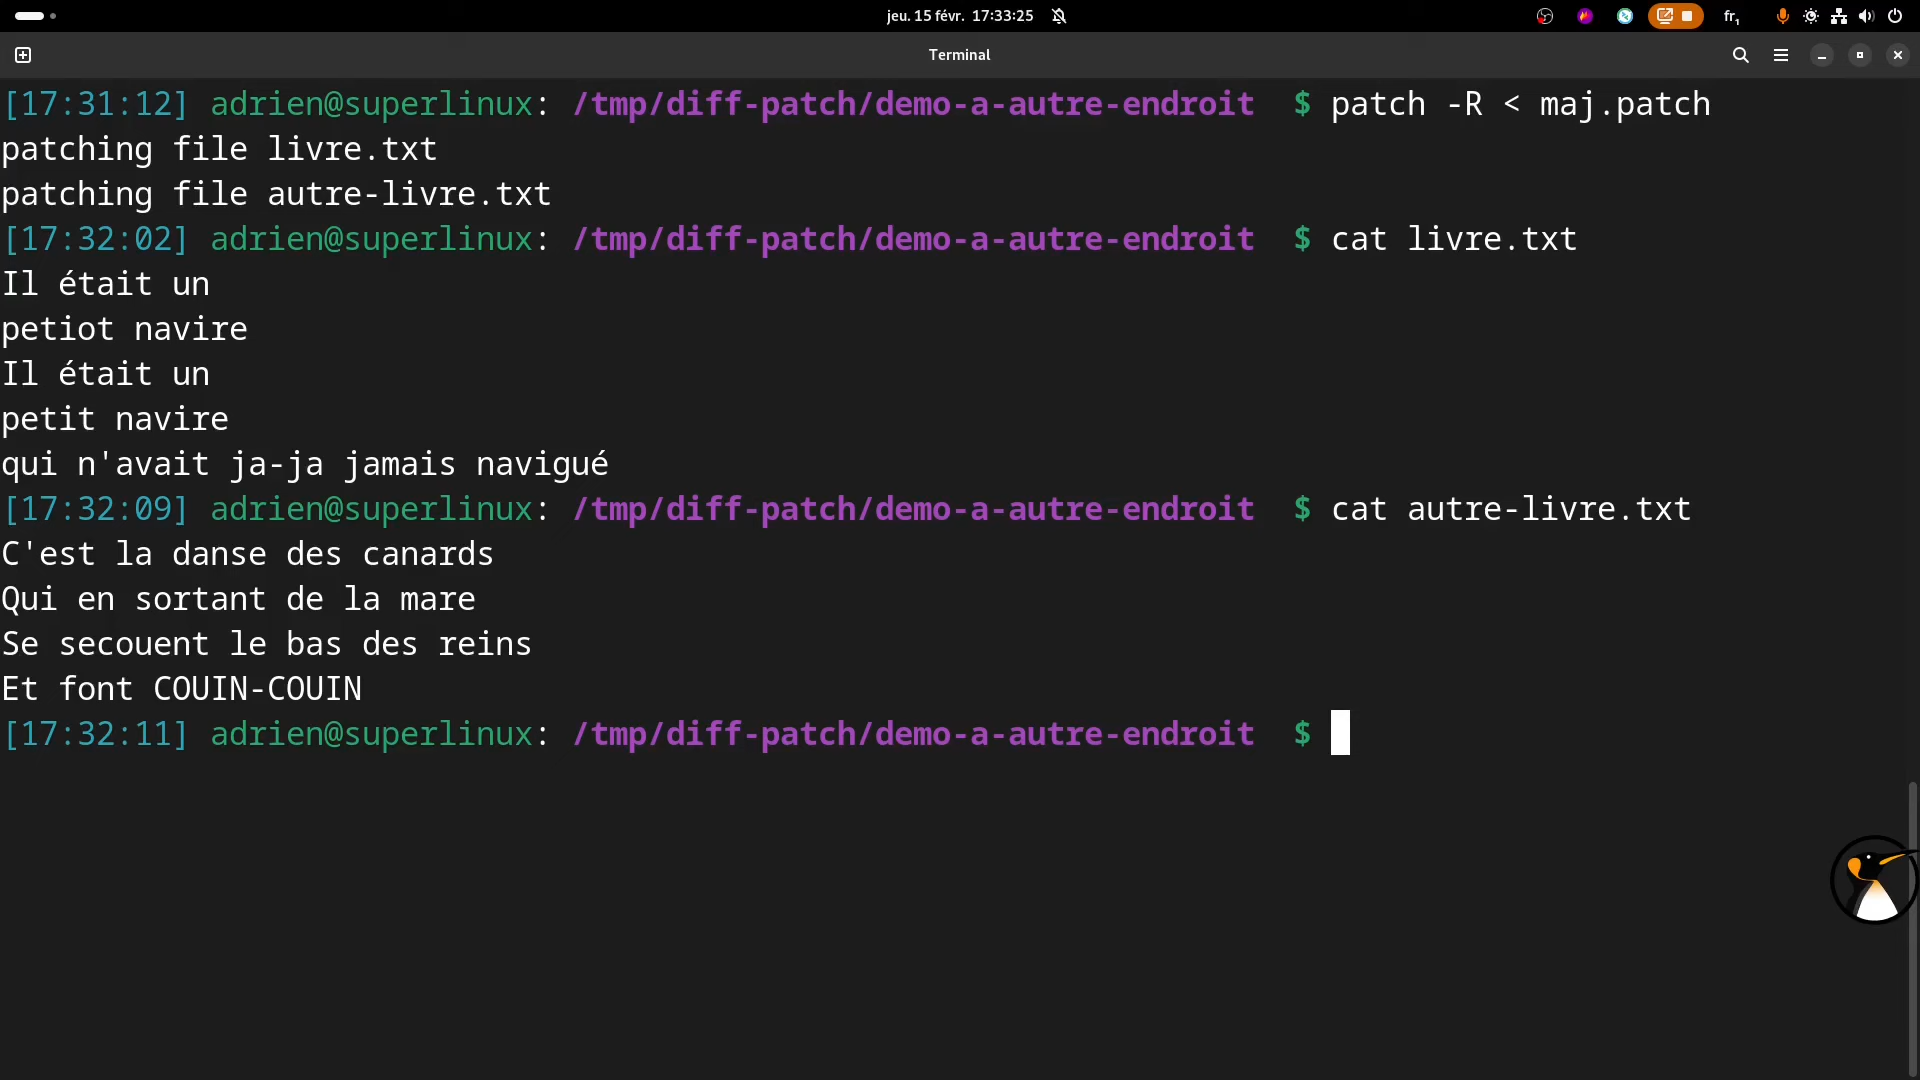 jeu. 15 févr. 17:33:25
fr₁
Terminal
[17:31:12] adrien@superlinux: /tmp/diff-patch/demo-a-autre-endroit $ patch -R < maj.patch
patching file livre.txt
patching file autre-livre.txt
[17:32:02] adrien@superlinux: /tmp/diff-patch/demo-a-autre-endroit $ cat livre.txt
Il était un
petiot navire
Il était un
petit navire
qui n'avait ja-ja jamais navigué
[17:32:09] adrien@superlinux: /tmp/diff-patch/demo-a-autre-endroit $ cat autre-livre.txt
C'est la danse des canards
Qui en sortant de la mare
Se secouent le bas des reins
Et font COUIN-COUIN
[17:32:11] adrien@superlinux: /tmp/diff-patch/demo-a-autre-endroit $